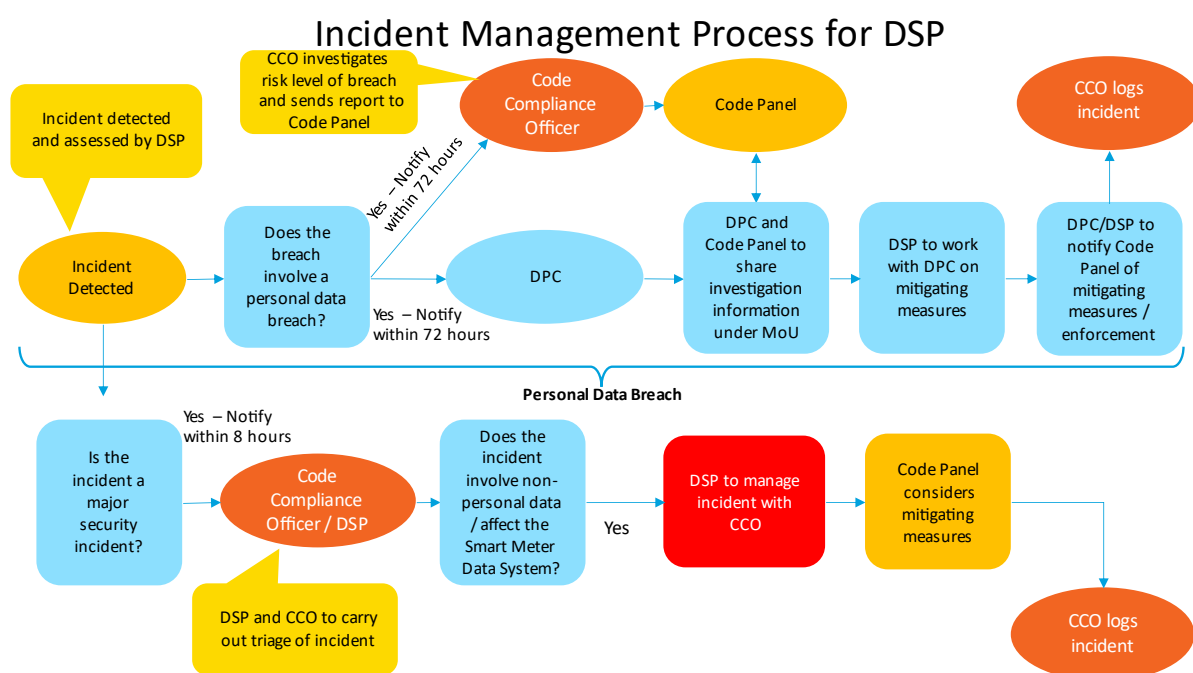 Incident Management Process for DSP
CCO investigates
risk level of breach
and sends report to
Code Panel
Code
Compliance
Officer
Code Panel
CCO logs
incident
Incident detected
and assessed by DSP
Yes – Notify
within 72 hours
Incident
Detected
Does the
breach
involve a
personal data
breach?
Yes – Notify
within 72 hours
DPC
DPC and
Code Panel to
share
investigation
information
under MoU
DSP to work
with DPC on
mitigating
measures
DPC/DSP to
notify Code
Panel of
mitigating
measures /
enforcement
Personal Data Breach
Is the
incident a
major
security
incident?
Yes – Notify
within 8 hours
Code
Compliance
Officer / DSP
DSP and CCO to carry
out triage of incident
Does the
incident
involve non-
personal data
/ affect the
Smart Meter
Data System?
Yes
DSP to manage
incident with
CCO
Code Panel
considers
mitigating
measures
CCO logs
incident